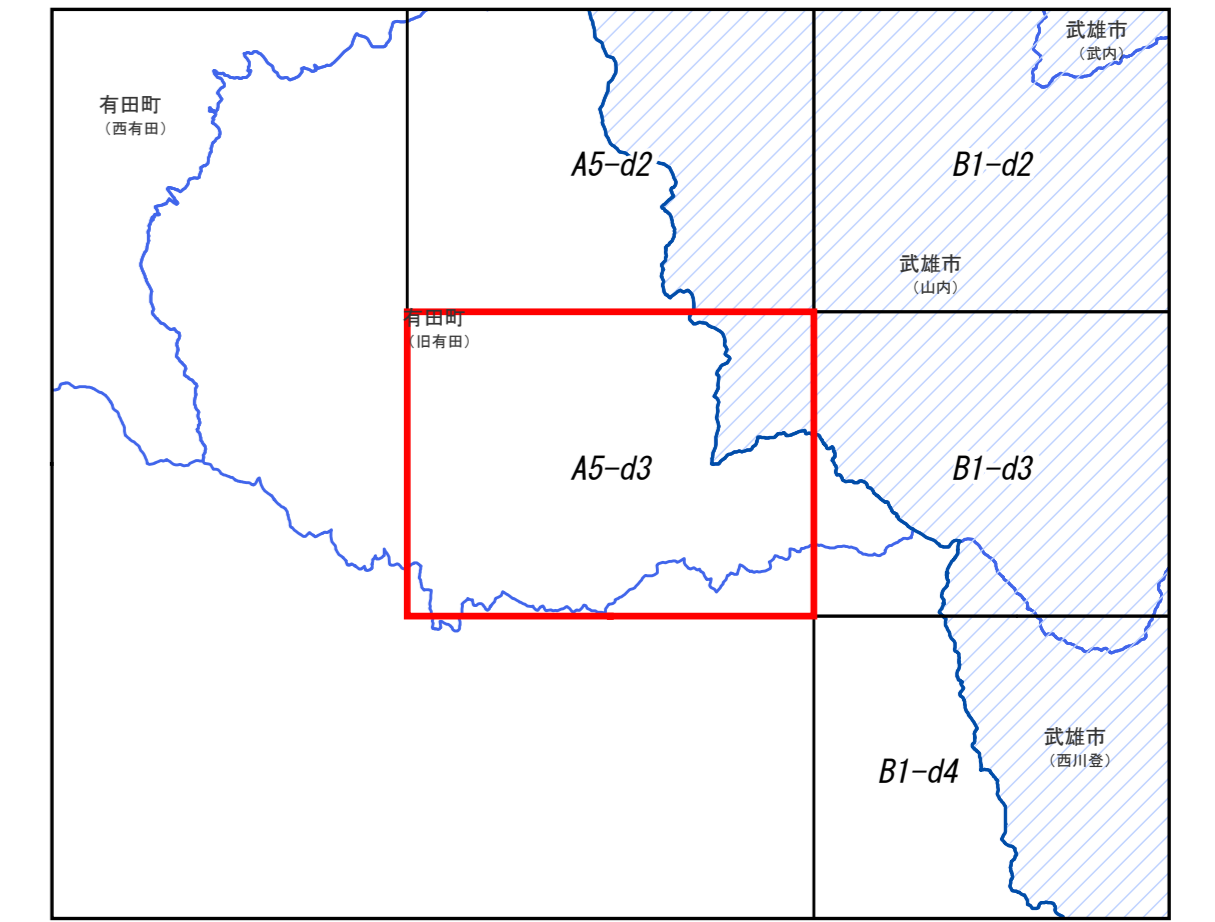 武雄市
（武内）
有田町
（西有田）
A5-d2
B1-d2
武雄市
（山内）
有田町
（旧有田）
A5-d3
B1-d3
武雄市
（西川登）
B1-d4